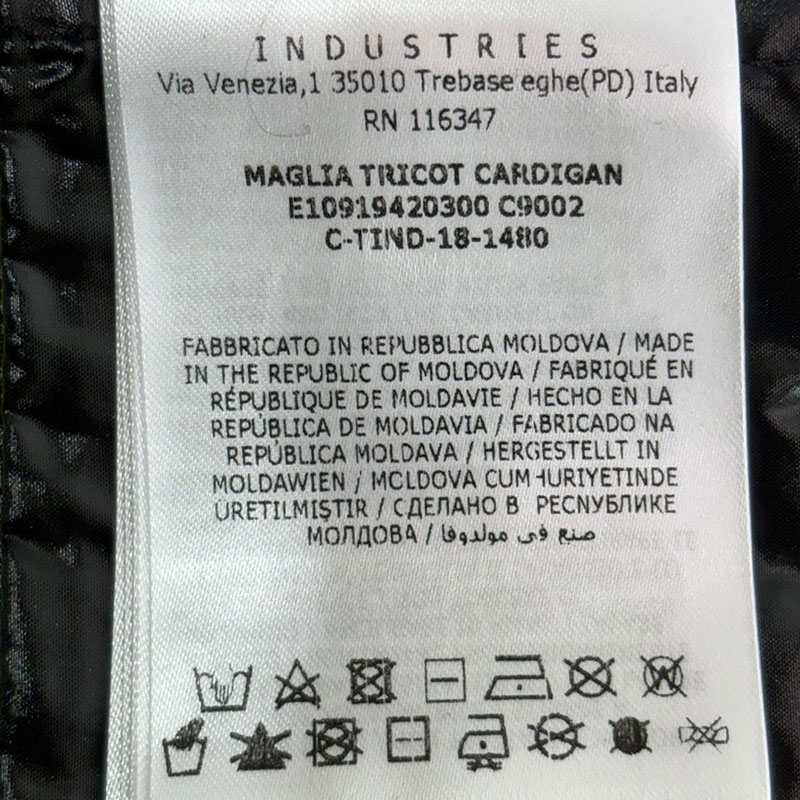 INDUSTRIES
Via Venezia,1 35010 Trebaseleghe(PD) Italy
RN 116347
MAGLIA TRICOT CARDIGAN
E10919420300 C9002
C-TIND-18-1480
FABBRICATO IN REPUBBLICA MOLDOVA / MADE
IN THE REPUBLIC OF MOLDOVA / FABRIQUÉ EN
RÉPUBLIQUE DE MOLDAVIE / HECHO EN LA
REPÚBLICA DE MOLDAVIA / FABRICADO NA
REPÚBLICA MOLDAVA / HERGESTELLT IN
MOLDAWIEN / MOLDOVA CUMHURIYETINDE
ÜRETILMIŞTIR / СДЕЛАНО В РЕСПУБЛИКЕ
МОЛДОВА / صنع في مولدوفا